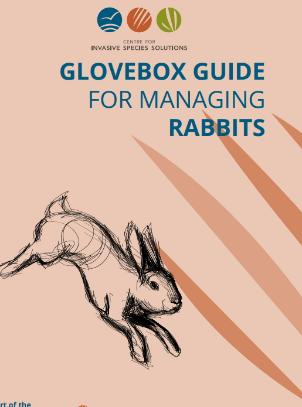 CENTRE FOR
INVASIVE SPECIES SOLUTIONS
GLOVEBOX GUIDE
FOR MANAGING
RABBITS
rt of the